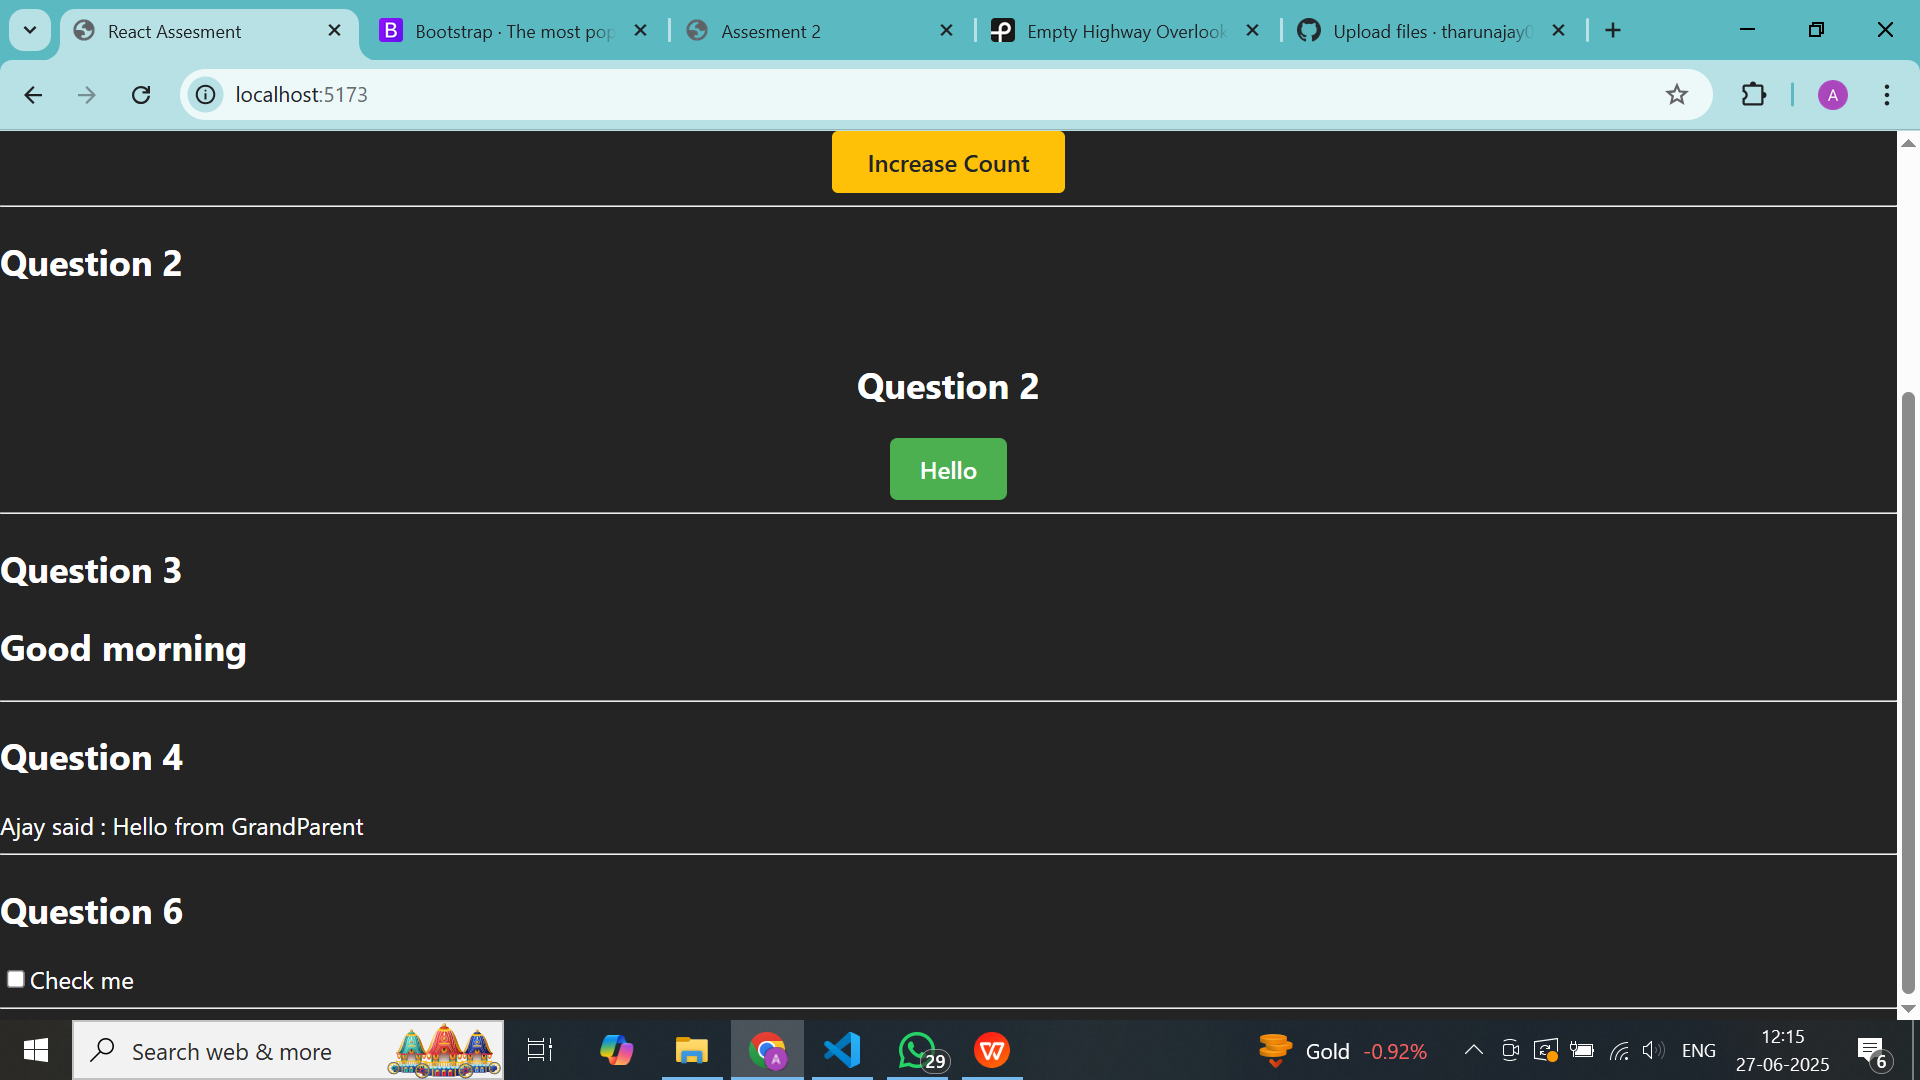 React Assesment
Bootstrap · The most pop
Assesment 2
Empty Highway Overlook
Upload files · tharunajay0
localhost:5173
A
Increase Count
Question 2
Question 2
Hello
Question 3
Good morning
Question 4
Ajay said : Hello from GrandParent
Question 6
Check me
Search web & more
A
29
Gold -0.92%
ENG
12:15
27-06-2025
6